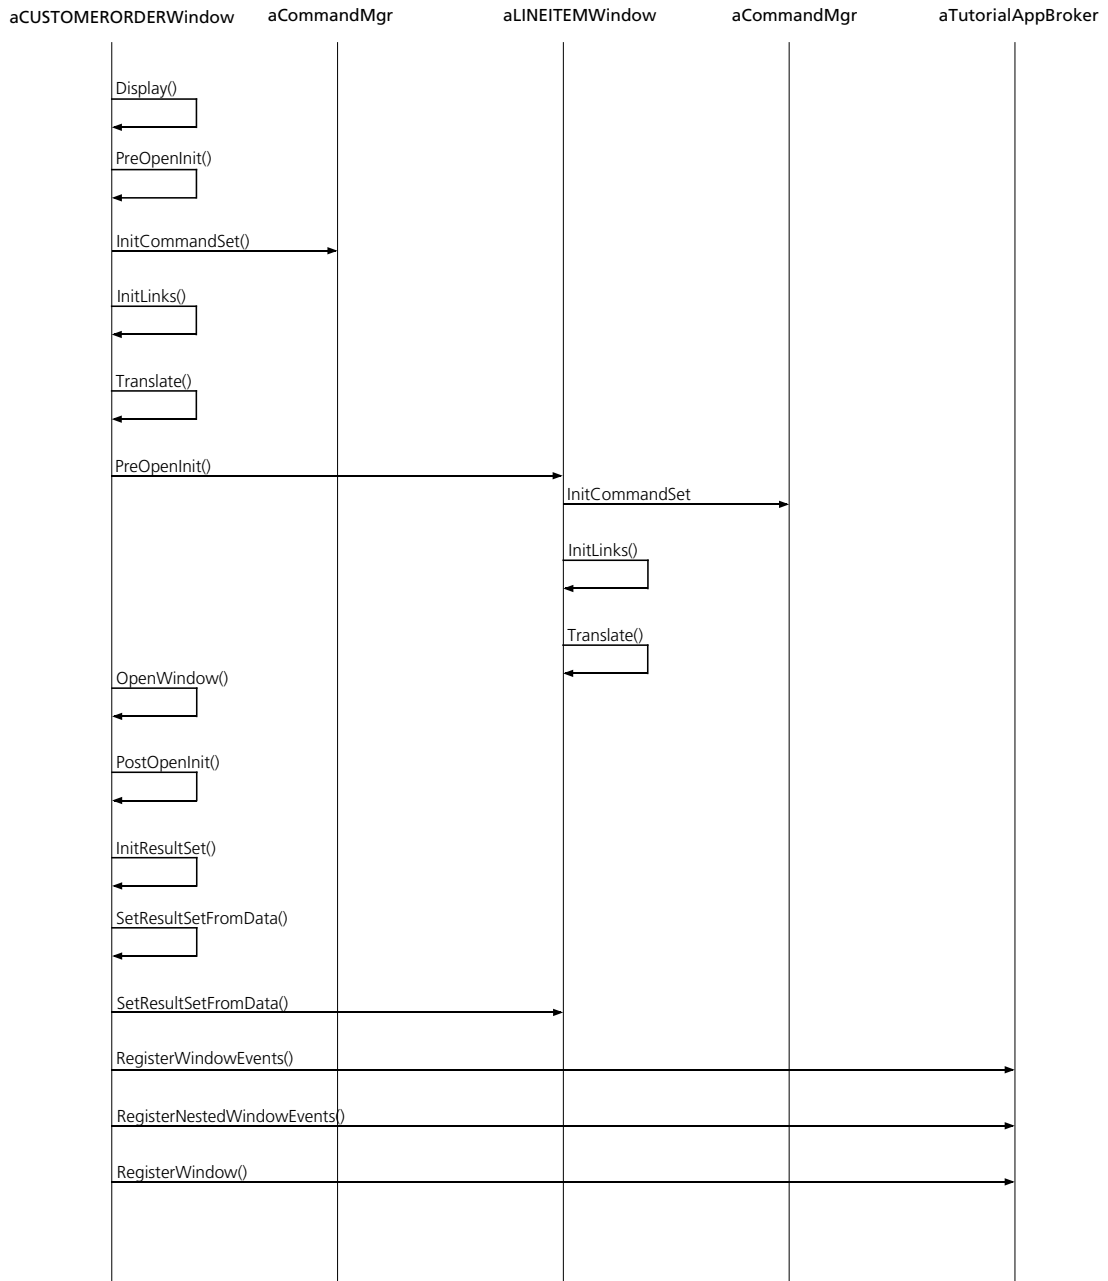 aCUSTOMERORDERWindow
aCommandMgr
aLINEITEMWindow
aCommandMgr
aTutorialAppBroker
Display()
PreOpenInit()
InitCommandSet()
InitLinks()
Translate()
PreOpenInit()
InitCommandSet
InitLinks()
Translate()
OpenWindow()
PostOpenInit()
InitResultSet()
SetResultSetFromData()
SetResultSetFromData()
RegisterWindowEvents()
RegisterNestedWindowEvents()
RegisterWindow()